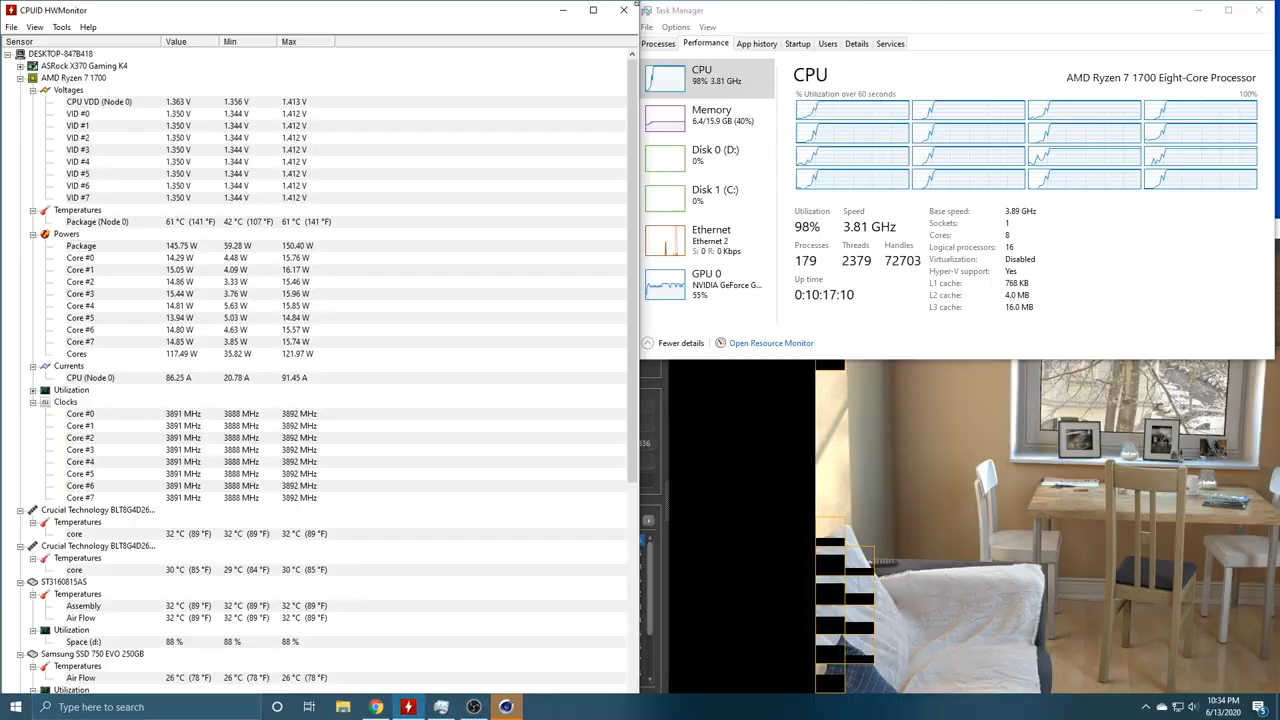 CPUID HWMonitor
File View Tools Help
Sensor Value Min Max
DESKTOP-847B418
ASRock X370 Gaming K4
AMD Ryzen 7 1700
Voltages
CPU VDD (Node 0) 1.363 V 1.356 V 1.413 V
VID #0 1.350 V 1.344 V 1.412 V
VID #1 1.350 V 1.344 V 1.412 V
VID #2 1.350 V 1.344 V 1.412 V
VID #3 1.350 V 1.344 V 1.412 V
VID #4 1.350 V 1.344 V 1.412 V
VID #5 1.350 V 1.344 V 1.412 V
VID #6 1.350 V 1.344 V 1.412 V
VID #7 1.350 V 1.344 V 1.412 V
Temperatures
Package (Node 0) 61 °C (141 °F) 42 °C (107 °F) 61 °C (141 °F)
Powers
Package 145.75 W 59.28 W 150.40 W
Core #0 14.29 W 4.48 W 15.76 W
Core #1 15.05 W 4.09 W 16.17 W
Core #2 14.86 W 3.33 W 15.46 W
Core #3 15.44 W 3.76 W 15.96 W
Core #4 14.81 W 5.63 W 15.85 W
Core #5 13.94 W 5.03 W 14.84 W
Core #6 14.80 W 4.63 W 15.57 W
Core #7 14.85 W 3.85 W 15.74 W
Cores 117.49 W 35.82 W 121.97 W
Currents
CPU (Node 0) 86.25 A 20.78 A 91.45 A
Utilization
Clocks
Core #0 3891 MHz 3888 MHz 3892 MHz
Core #1 3891 MHz 3888 MHz 3892 MHz
Core #2 3891 MHz 3888 MHz 3892 MHz
Core #3 3891 MHz 3888 MHz 3892 MHz
Core #4 3891 MHz 3888 MHz 3892 MHz
Core #5 3891 MHz 3888 MHz 3892 MHz
Core #6 3891 MHz 3888 MHz 3892 MHz
Core #7 3891 MHz 3888 MHz 3892 MHz
Crucial Technology BLT8G4D26...
Temperatures
core 32 °C (89 °F) 32 °C (89 °F) 32 °C (89 °F)
Crucial Technology BLT8G4D26...
Temperatures
core 30 °C (85 °F) 29 °C (84 °F) 30 °C (85 °F)
ST3160815AS
Temperatures
Assembly 32 °C (89 °F) 32 °C (89 °F) 32 °C (89 °F)
Air Flow 32 °C (89 °F) 32 °C (89 °F) 32 °C (89 °F)
Utilization
Space (d:) 88 % 88 % 88 %
Samsung SSD 750 EVO 250GB
Temperatures
Air Flow 26 °C (78 °F) 26 °C (78 °F) 26 °C (78 °F)
Utilization
Task Manager
File Options View
Processes Performance App history Startup Users Details Services
CPU
98% 3.81 GHz
Memory
6.4/15.9 GB (40%)
Disk 0 (D:)
0%
Disk 1 (C:)
0%
Ethernet
Ethernet 2
S: 0 R: 0 Kbps
GPU 0
NVIDIA GeForce G...
55%
CPU AMD Ryzen 7 1700 Eight-Core Processor
% Utilization over 60 seconds 100%
Utilization Speed
98% 3.81 GHz
Processes Threads Handles
179 2379 72703
Up time
0:10:17:10
Base speed: 3.89 GHz
Sockets: 1
Cores: 8
Logical processors: 16
Virtualization: Disabled
Hyper-V support: Yes
L1 cache: 768 KB
L2 cache: 4.0 MB
L3 cache: 16.0 MB
Fewer details Open Resource Monitor
836
Type here to search
10:34 PM
6/13/2020
5